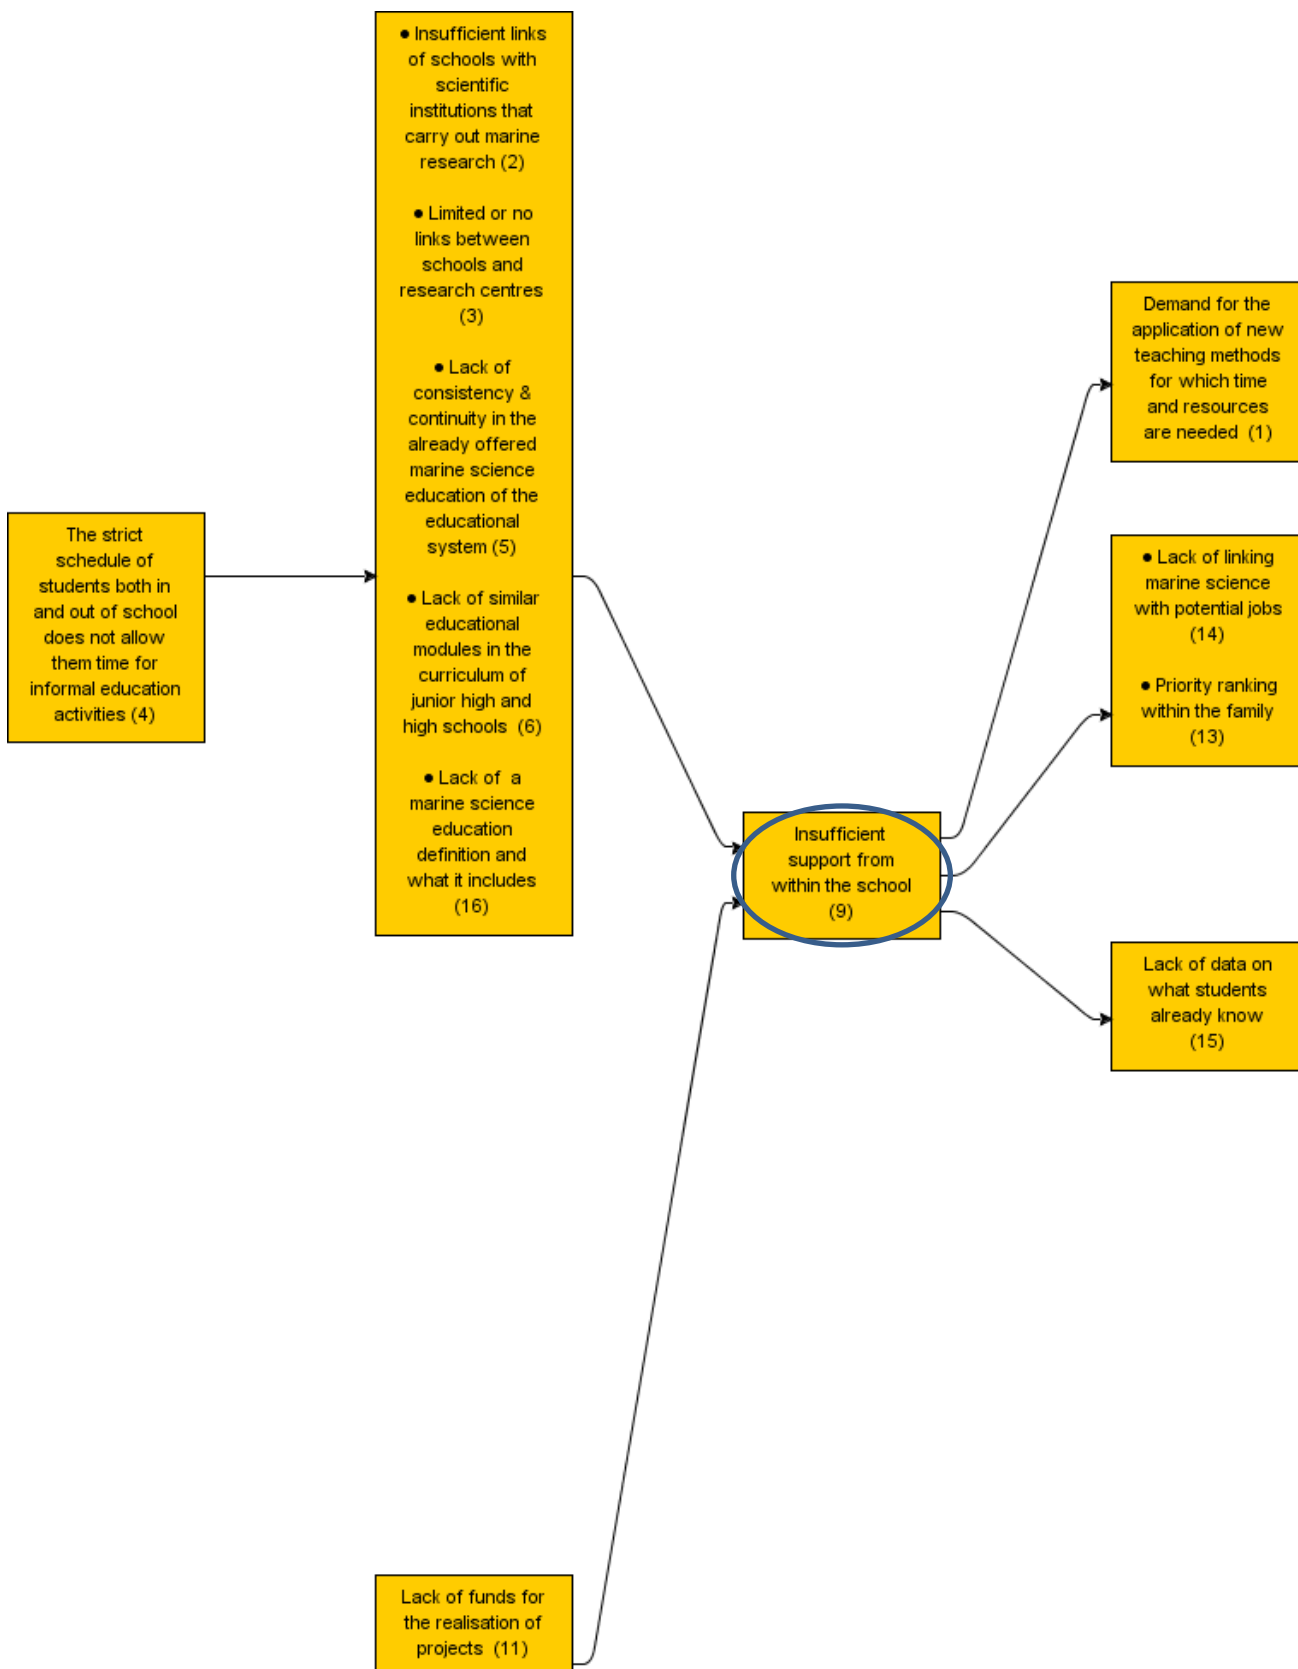 The strict
schedule of
students both in
and out of school
does not allow
them time for
informal education
activities (4)
● Insufficient links
of schools with
scientific
institutions that
carry out marine
research (2)
● Limited or no
links between
schools and
research centres
(3)
● Lack of
consistency &
continuity in the
already offered
marine science
education of the
educational
system (5)
● Lack of similar
educational
modules in the
curriculum of
junior high and
high schools (6)
● Lack of a
marine science
education
definition and
what it includes
(16)
Lack of funds for
the realisation of
projects (11)
Insufficient
support from
within the school
(9)
Demand for the
application of new
teaching methods
for which time
and resources
are needed (1)
● Lack of linking
marine science
with potential jobs
(14)
● Priority ranking
within the family
(13)
Lack of data on
what students
already know
(15)